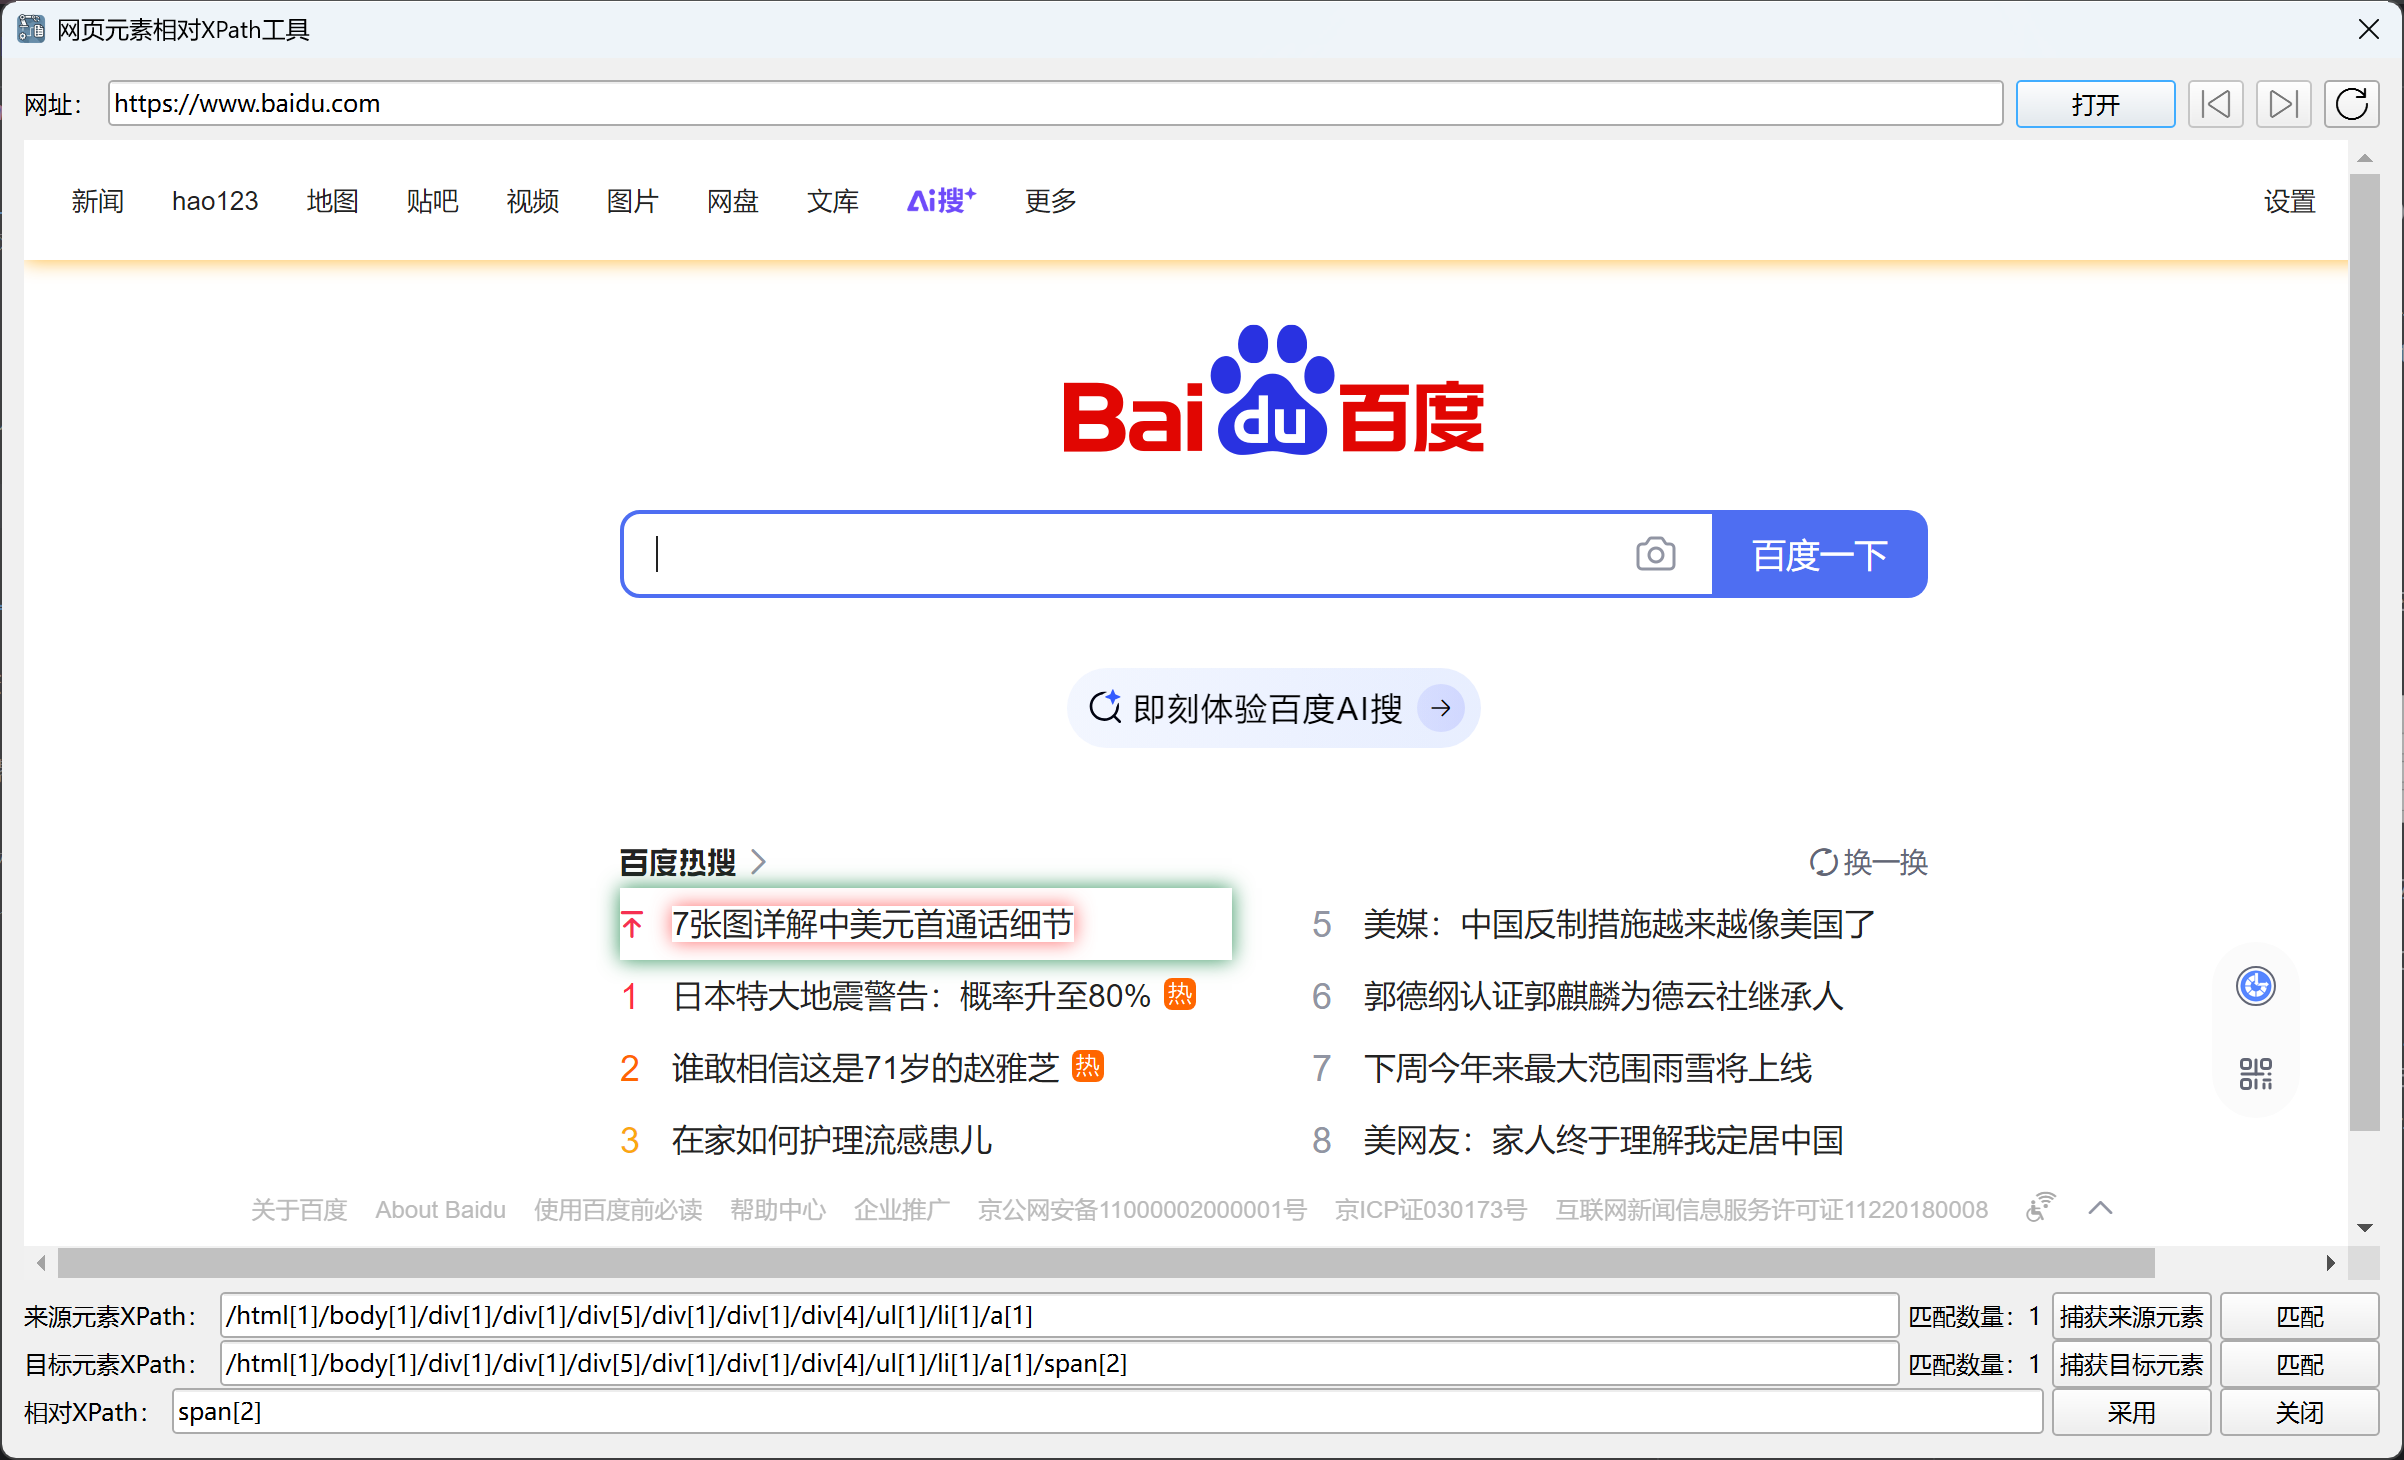 网页元素相对XPath工具
网址： https://www.baidu.com 打开
新闻 hao123 地图 贴吧 视频 图片 网盘 文库 Ai搜+ 更多 设置
Bai du 百度
百度一下
即刻体验百度AI搜
百度热搜 换一换
7张图详解中美元首通话细节
5 美媒：中国反制措施越来越像美国了
1 日本特大地震警告：概率升至80% 热
6 郭德纲认证郭麒麟为德云社继承人
2 谁敢相信这是71岁的赵雅芝 热
7 下周今年来最大范围雨雪将上线
3 在家如何护理流感患儿
8 美网友：家人终于理解我定居中国
关于百度 About Baidu 使用百度前必读 帮助中心 企业推广 京公网安备11000002000001号 京ICP证030173号 互联网新闻信息服务许可证11220180008
来源元素XPath： /html[1]/body[1]/div[1]/div[1]/div[5]/div[1]/div[1]/div[4]/ul[1]/li[1]/a[1] 匹配数量：1 捕获来源元素 匹配
目标元素XPath： /html[1]/body[1]/div[1]/div[1]/div[5]/div[1]/div[1]/div[4]/ul[1]/li[1]/a[1]/span[2] 匹配数量：1 捕获目标元素 匹配
相对XPath： span[2] 采用 关闭